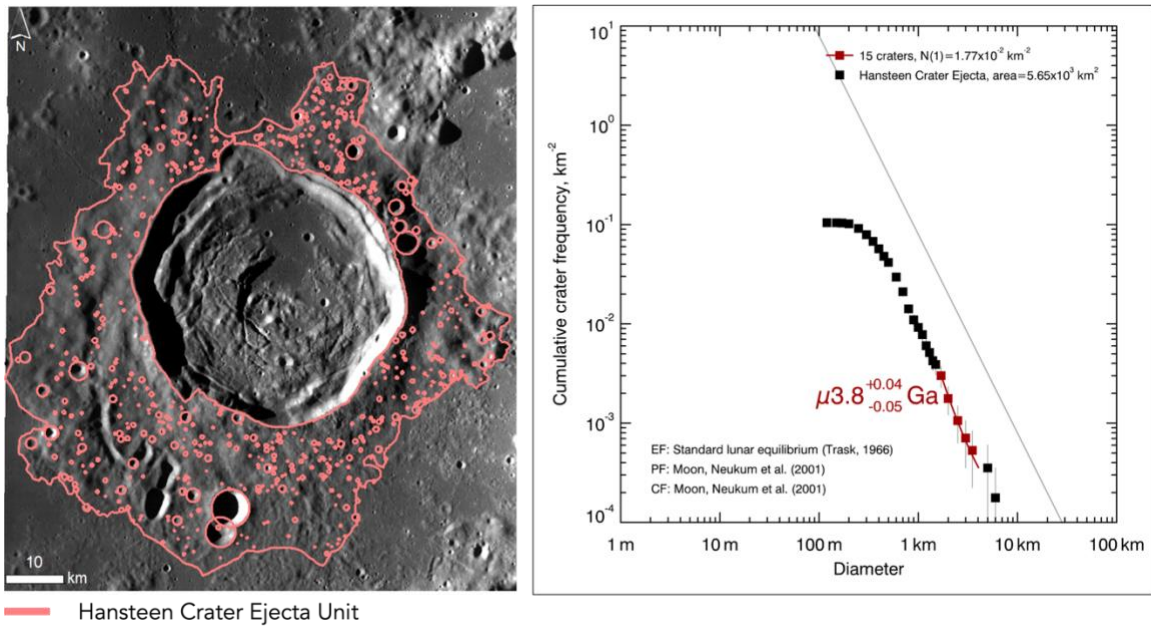 N
10
km
Hansteen Crater Ejecta Unit
10¹
10⁰
10⁻¹
10⁻²
10⁻³
10⁻⁴
Cumulative crater frequency, km⁻²
15 craters, N(1)=1.77x10⁻² km⁻²
Hansteen Crater Ejecta, area=5.65x10³ km²
μ3.8 +0.04 -0.05 Ga
EF: Standard lunar equilibrium (Trask, 1966)
PF: Moon, Neukum et al. (2001)
CF: Moon, Neukum et al. (2001)
1 m 10 m 100 m 1 km 10 km 100 km
Diameter